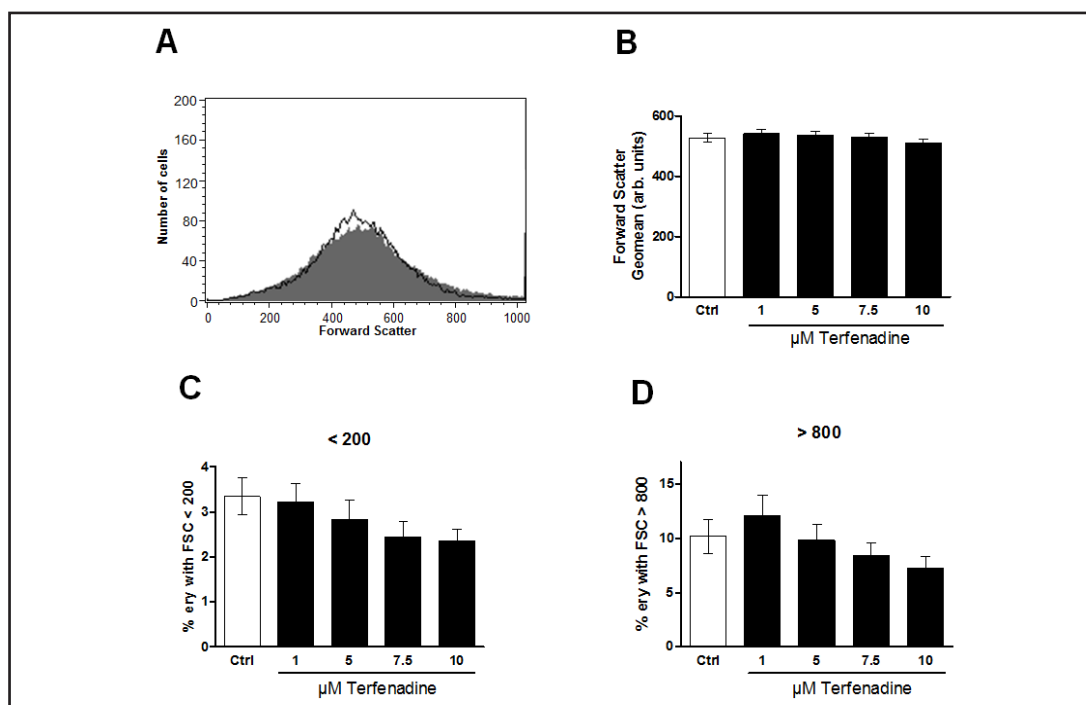 A
200
160
120
80
40
0
Number of cells
0 200 400 600 800 1000
Forward Scatter
B
600
400
200
0
Forward Scatter
Geomean (arb. units)
Ctrl 1 5 7.5 10
µM Terfenadine
C
< 200
4
3
2
1
0
% ery with FSC < 200
Ctrl 1 5 7.5 10
µM Terfenadine
D
> 800
15
10
5
0
% ery with FSC > 800
Ctrl 1 5 7.5 10
µM Terfenadine